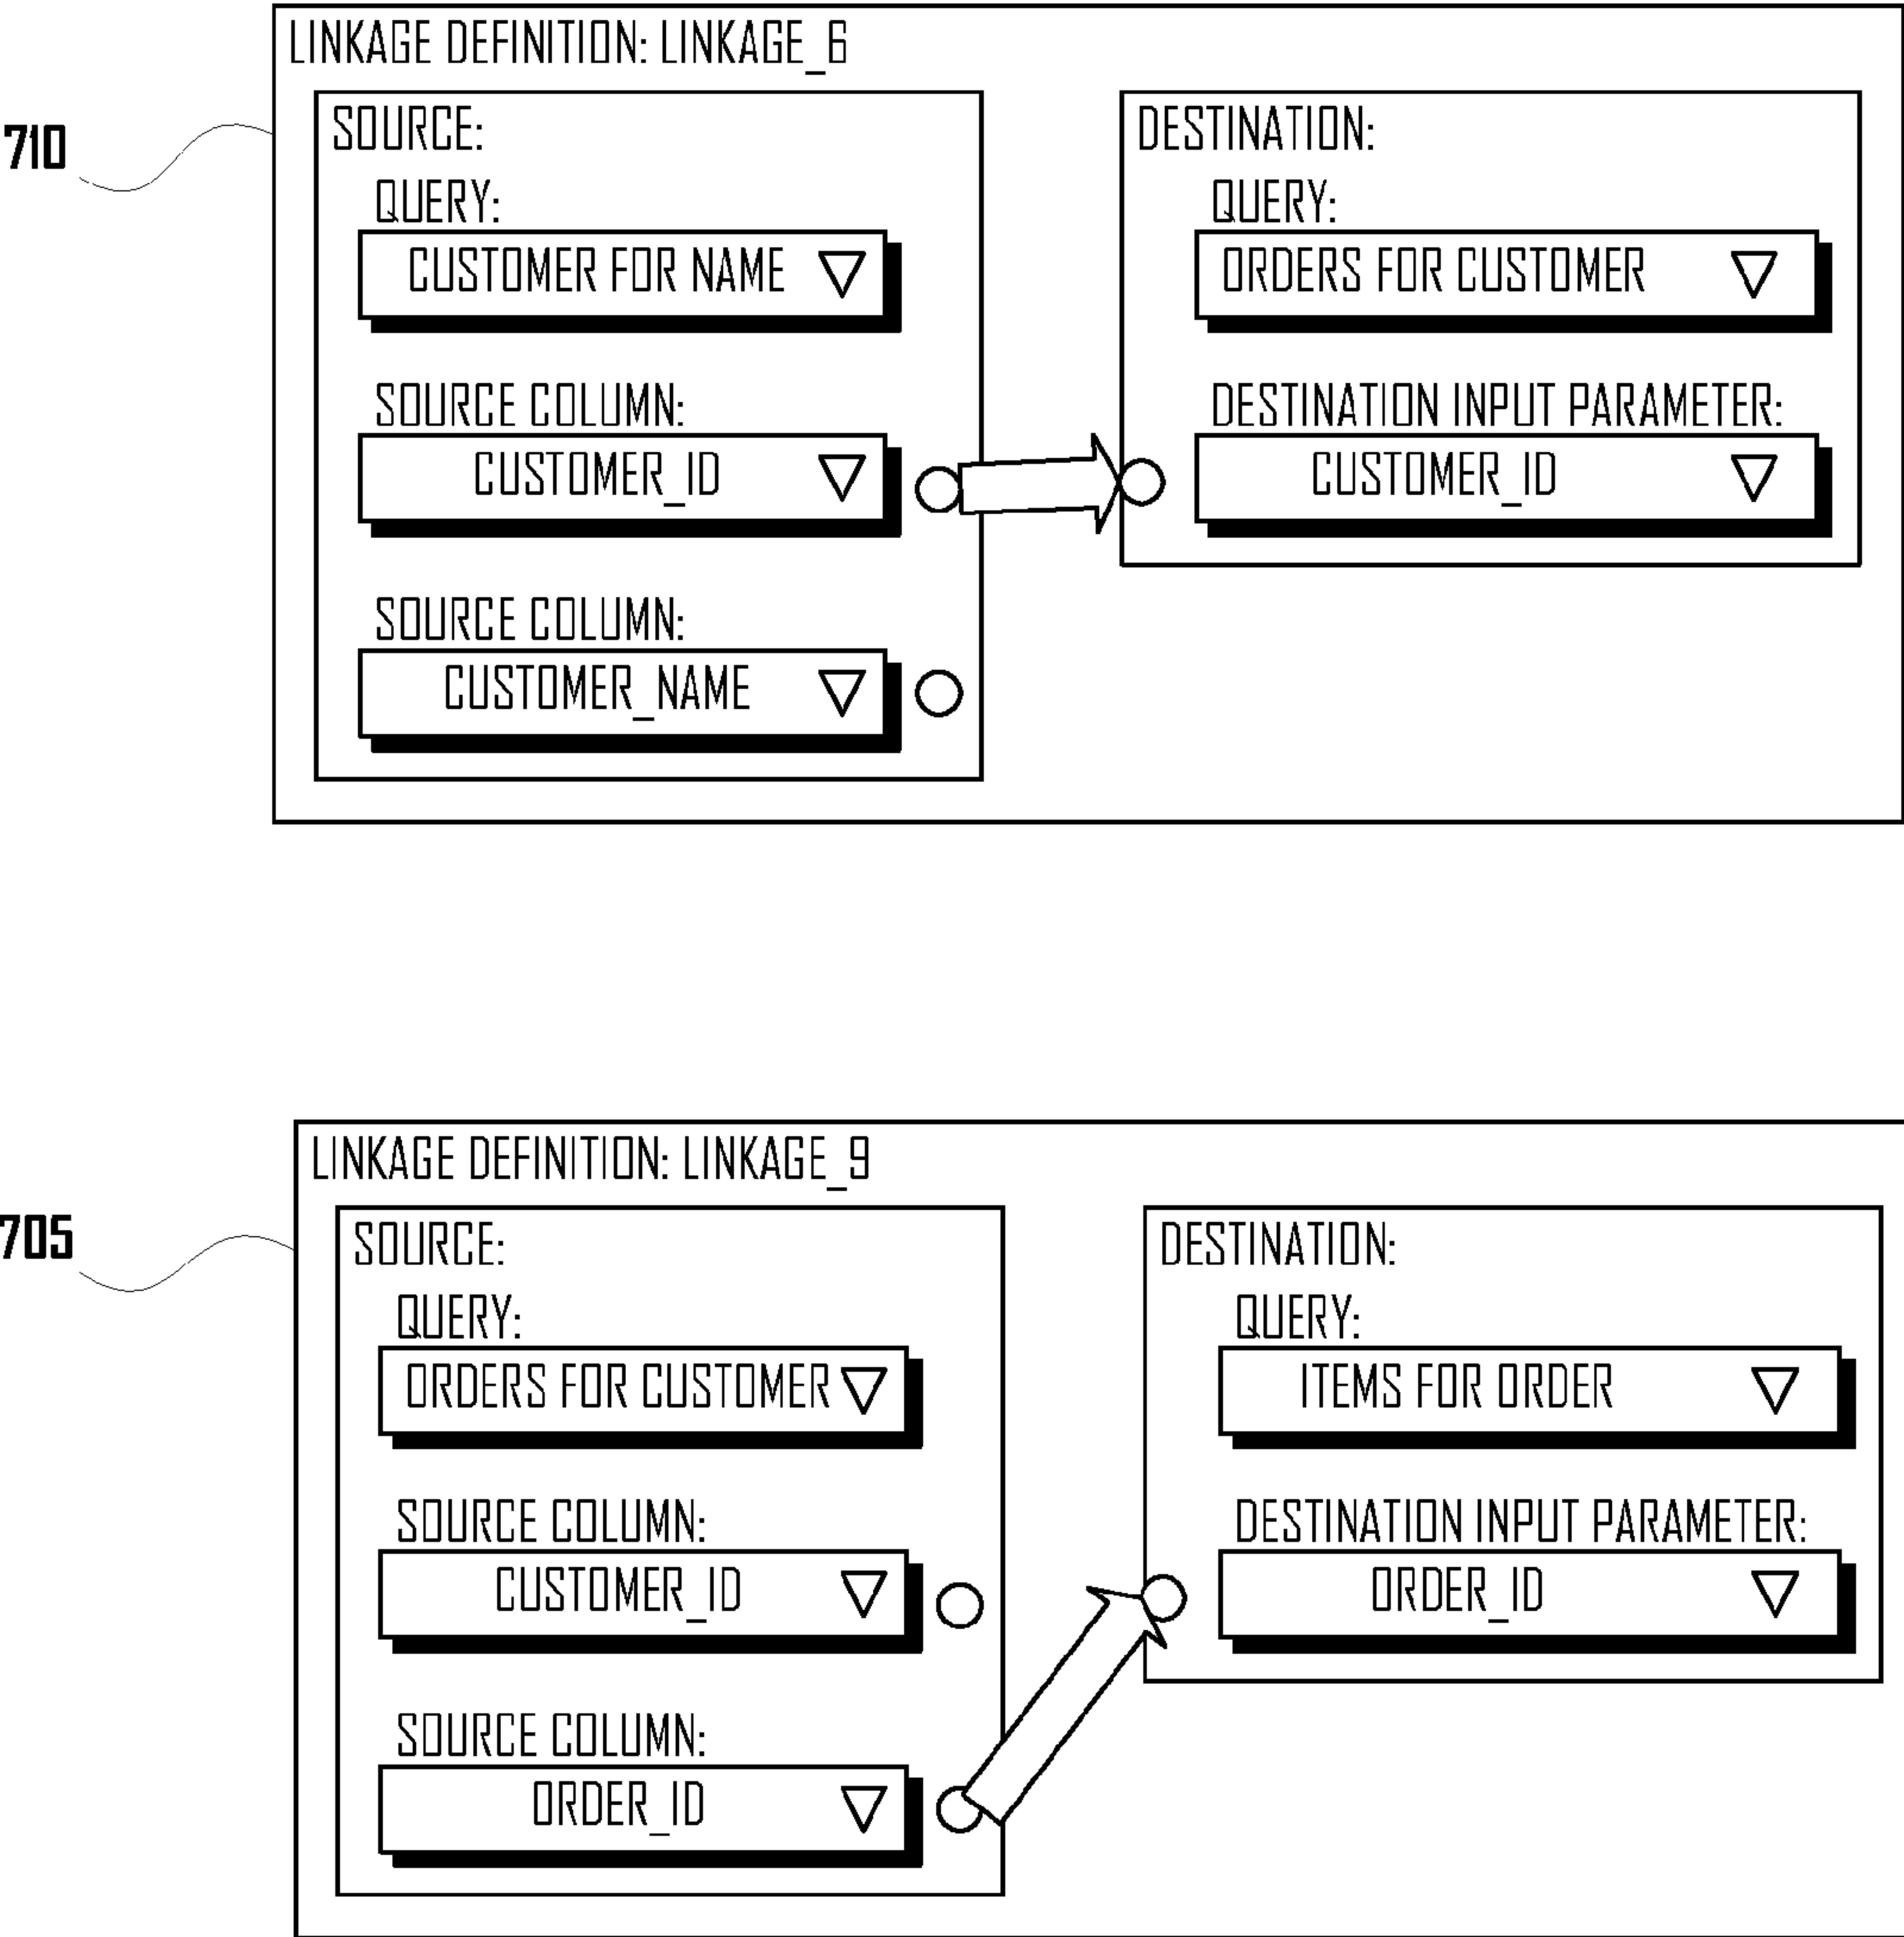 LINKAGE DEFINITION: LINKAGE_6
710
SOURCE:
QUERY:
CUSTOMER FOR NAME
SOURCE COLUMN:
CUSTOMER_ID
SOURCE COLUMN:
CUSTOMER_NAME
DESTINATION:
QUERY:
ORDERS FOR CUSTOMER
DESTINATION INPUT PARAMETER:
CUSTOMER_ID
LINKAGE DEFINITION: LINKAGE_9
705
SOURCE:
QUERY:
ORDERS FOR CUSTOMER
SOURCE COLUMN:
CUSTOMER_ID
SOURCE COLUMN:
ORDER_ID
DESTINATION:
QUERY:
ITEMS FOR ORDER
DESTINATION INPUT PARAMETER:
ORDER_ID